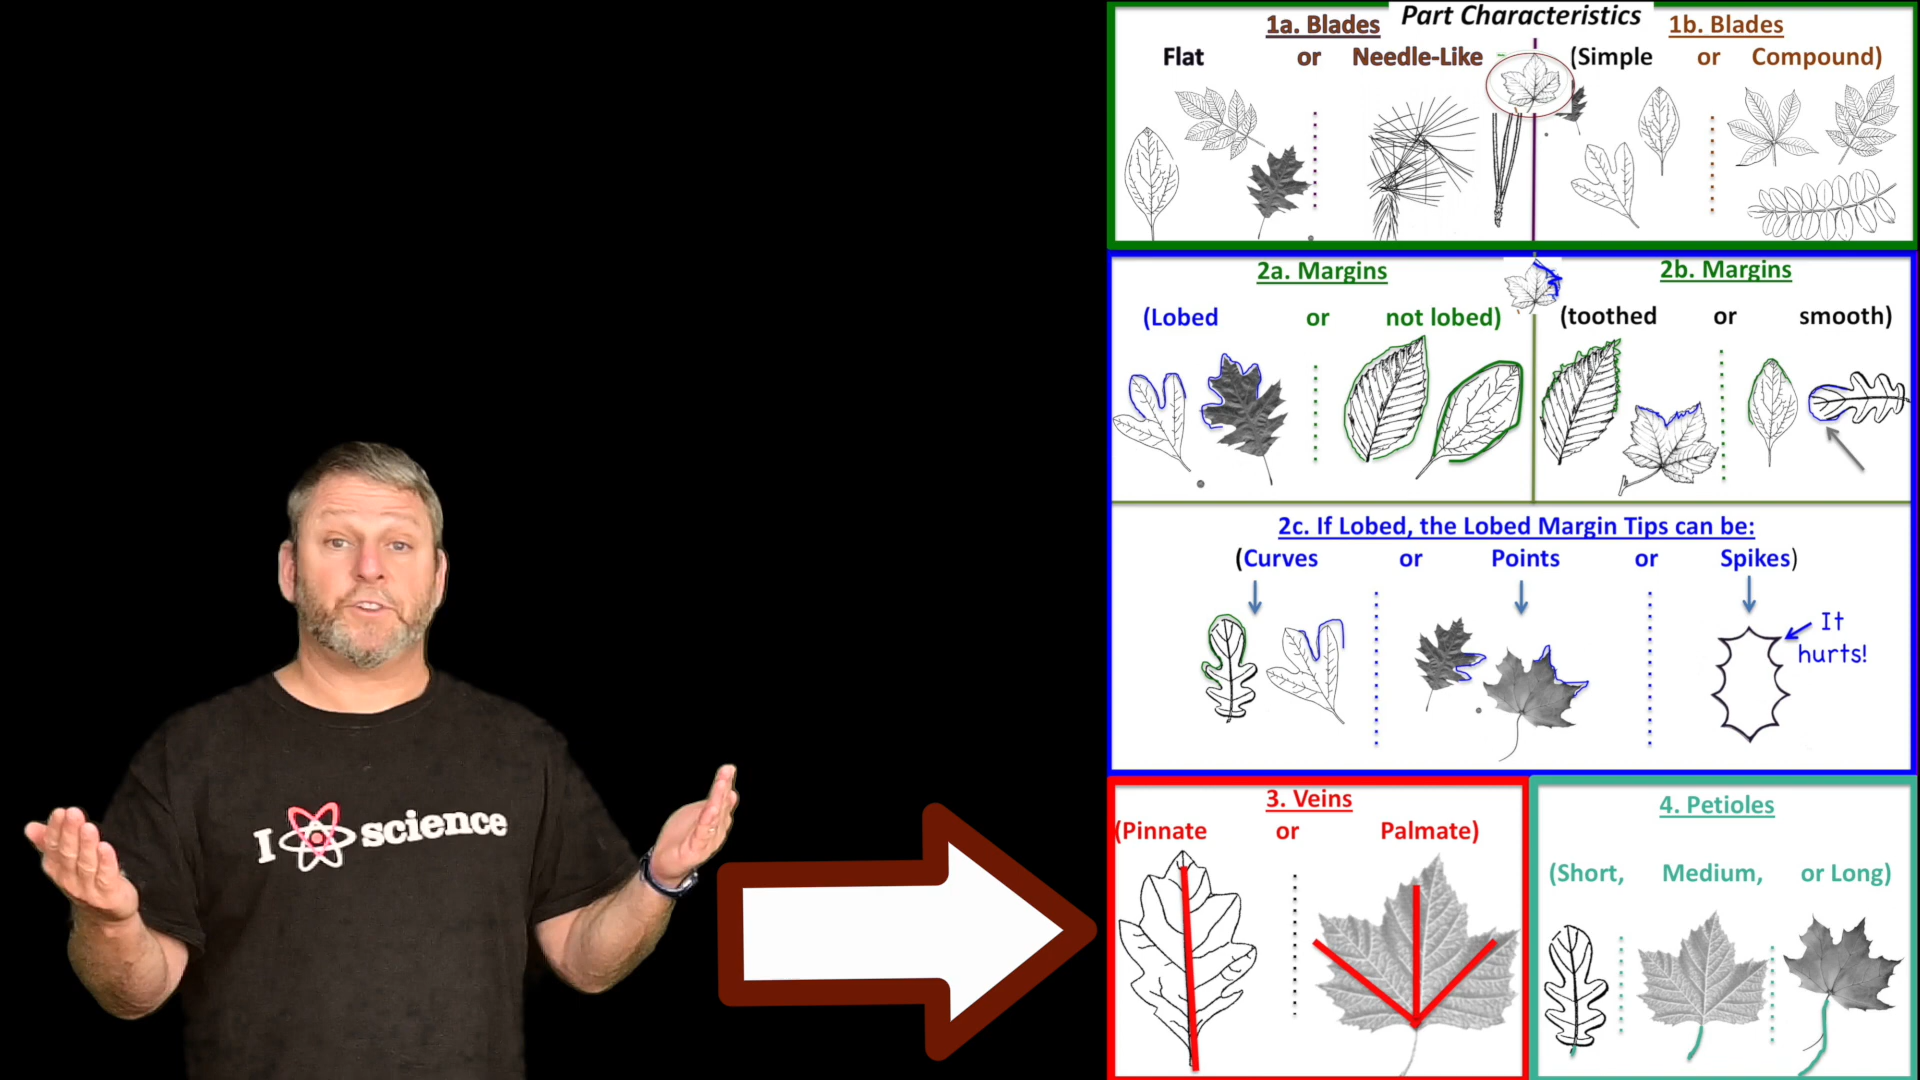 Part Characteristics
1a. Blades
Flat or Needle-Like
1b. Blades
(Simple or Compound)
2a. Margins
(Lobed or not lobed)
2b. Margins
(toothed or smooth)
2c. If Lobed, the Lobed Margin Tips can be:
(Curves or Points or Spikes)
It
hurts!
3. Veins
(Pinnate or Palmate)
4. Petioles
(Short, Medium, or Long)
I science